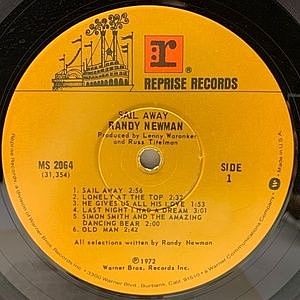 r
REPRISE RECORDS
SAIL AWAY
RANDY NEWMAN
Produced by Lenny Waronker
and Russ Titelman
MS 2064
(31,354)
SIDE
1
1. SAIL AWAY 2:56
2. LONELY AT THE TOP 2:32
3. HE GIVES US ALL HIS LOVE 1:53
4. LAST NIGHT I HAD A DREAM 3:01
5. SIMON SMITH AND THE AMAZING
DANCING BEAR 2:00
6. OLD MAN 2:42
All selections written by Randy Newman
℗ 1972
Warner Bros. Records Inc.